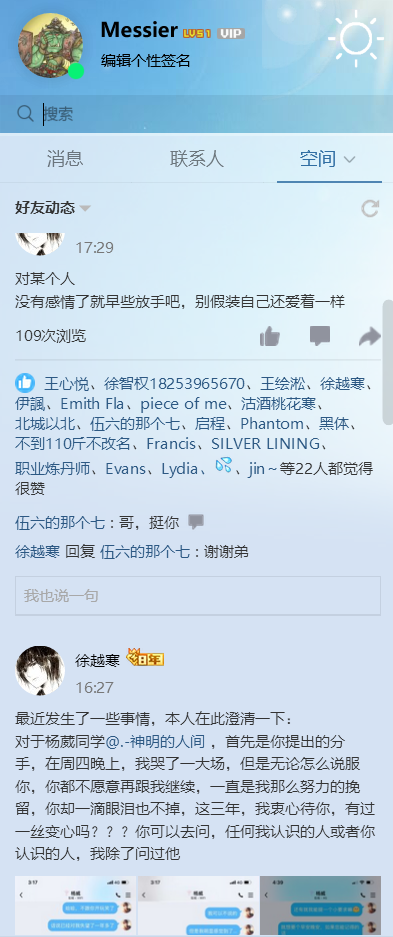 Messier LV51 VIP
编辑个性签名
搜索
消息 联系人 空间
好友动态
17:29
对某个人
没有感情了就早些放手吧，别假装自己还爱着一样
109次浏览
王心悦、徐智权18253965670、王绘淞、徐越寒、
伊諷、Emith Fla、piece of me、沽酒桃花寒、
北城以北、伍六的那个七、启程、Phantom、黑体、
不到110斤不改名、Francis、SILVER LINING、
职业炼丹师、Evans、Lydia、💦、jin～等22人都觉得
很赞
伍六的那个七：哥，挺你
徐越寒 回复 伍六的那个七：谢谢弟
我也说一句
徐越寒 8年
16:27
最近发生了一些事情，本人在此澄清一下：
对于杨葳同学@.-神明的人间 ，首先是你提出的分
手，在周四晚上，我哭了一大场，但是无论怎么说服
你，你都不愿意再跟我继续，一直是我那么努力的挽
留，你却一滴眼泪也不掉，这三年，我衷心待你，有过
一丝变心吗？？？你可以去问，任何我认识的人或者你
认识的人，我除了问过他
3:17 3:17 4:39